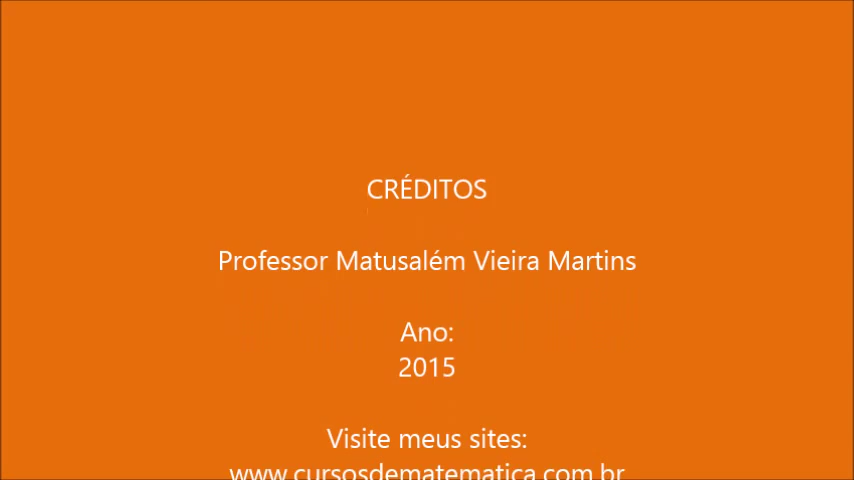 CRÉDITOS
Professor Matusalém Vieira Martins
Ano:
2015
Visite meus sites:
www.cursosdematematica.com.br